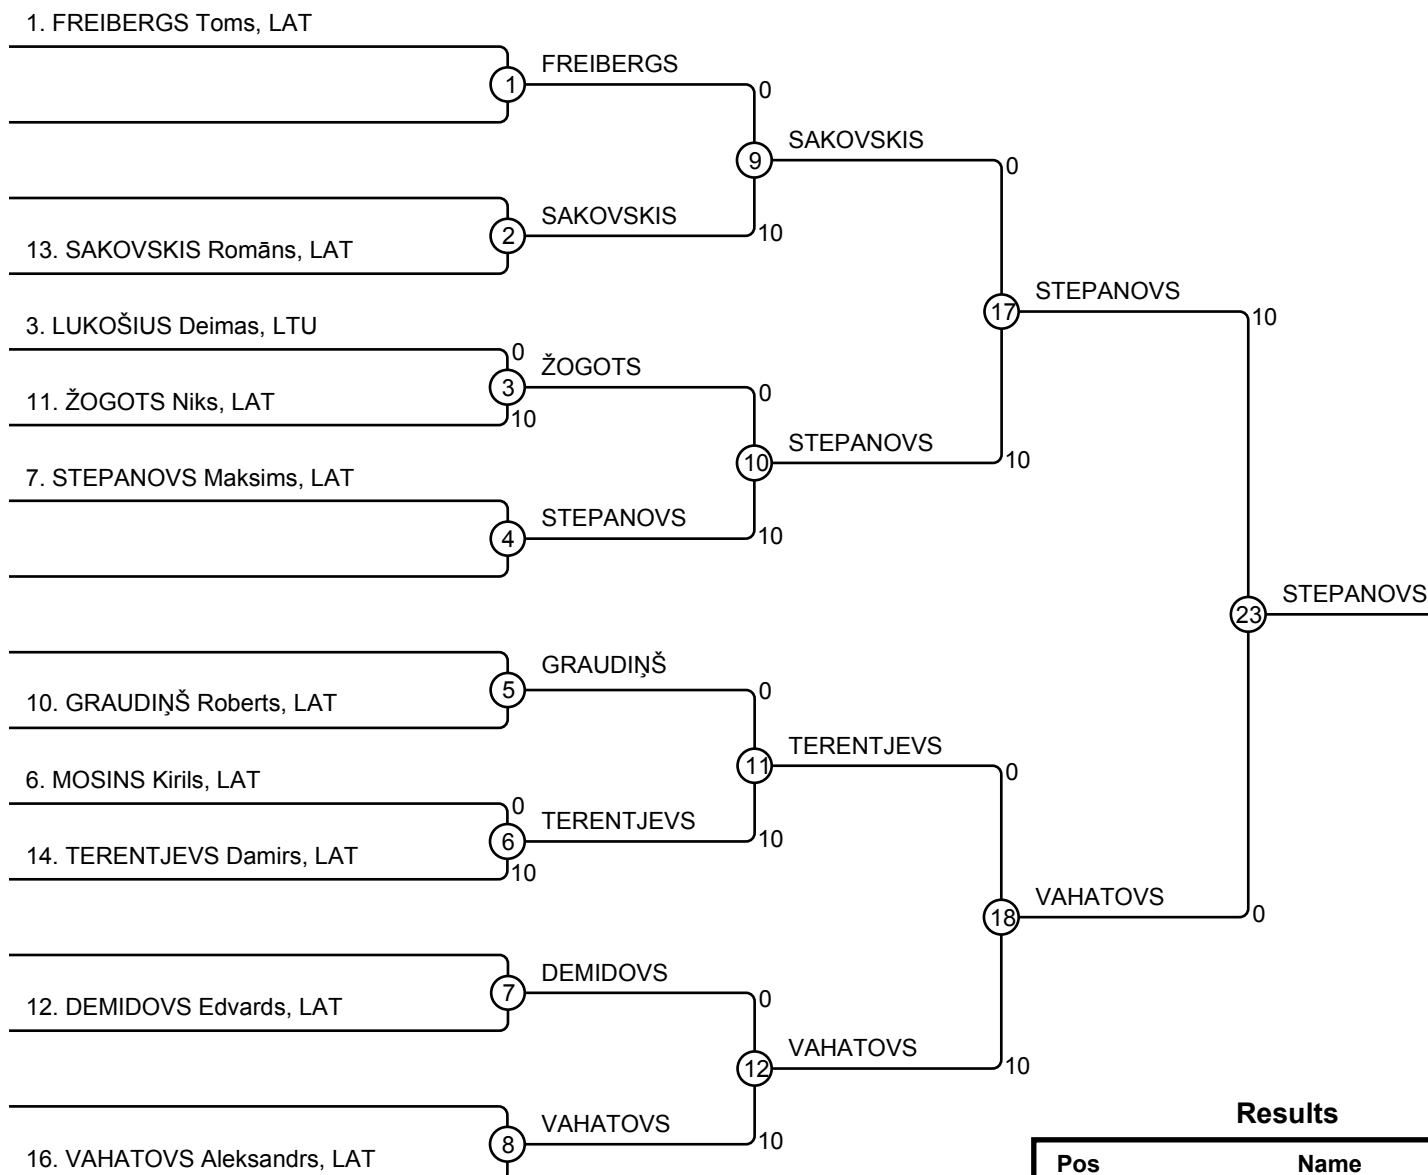 1. FREIBERGS Toms, LAT
FREIBERGS
1
0
SAKOVSKIS
9
0
SAKOVSKIS
2
10
13. SAKOVSKIS Romāns, LAT
STEPANOVS
17
10
3. LUKOŠIUS Deimas, LTU
0
ŽOGOTS
3
0
11. ŽOGOTS Niks, LAT
10
STEPANOVS
10
10
7. STEPANOVS Maksims, LAT
STEPANOVS
4
10
STEPANOVS
23
GRAUDIŅŠ
5
0
10. GRAUDIŅŠ Roberts, LAT
TERENTJEVS
11
0
6. MOSINS Kirils, LAT
0
TERENTJEVS
6
10
14. TERENTJEVS Damirs, LAT
10
VAHATOVS
18
0
DEMIDOVS
7
0
12. DEMIDOVS Edvards, LAT
VAHATOVS
12
10
VAHATOVS
8
10
16. VAHATOVS Aleksandrs, LAT
Results
Pos Name